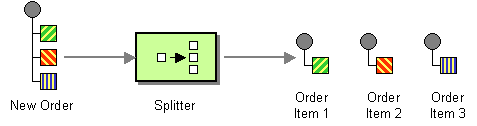 New Order
Splitter
Order
Item 1
Order
Item 2
Order
Item 3